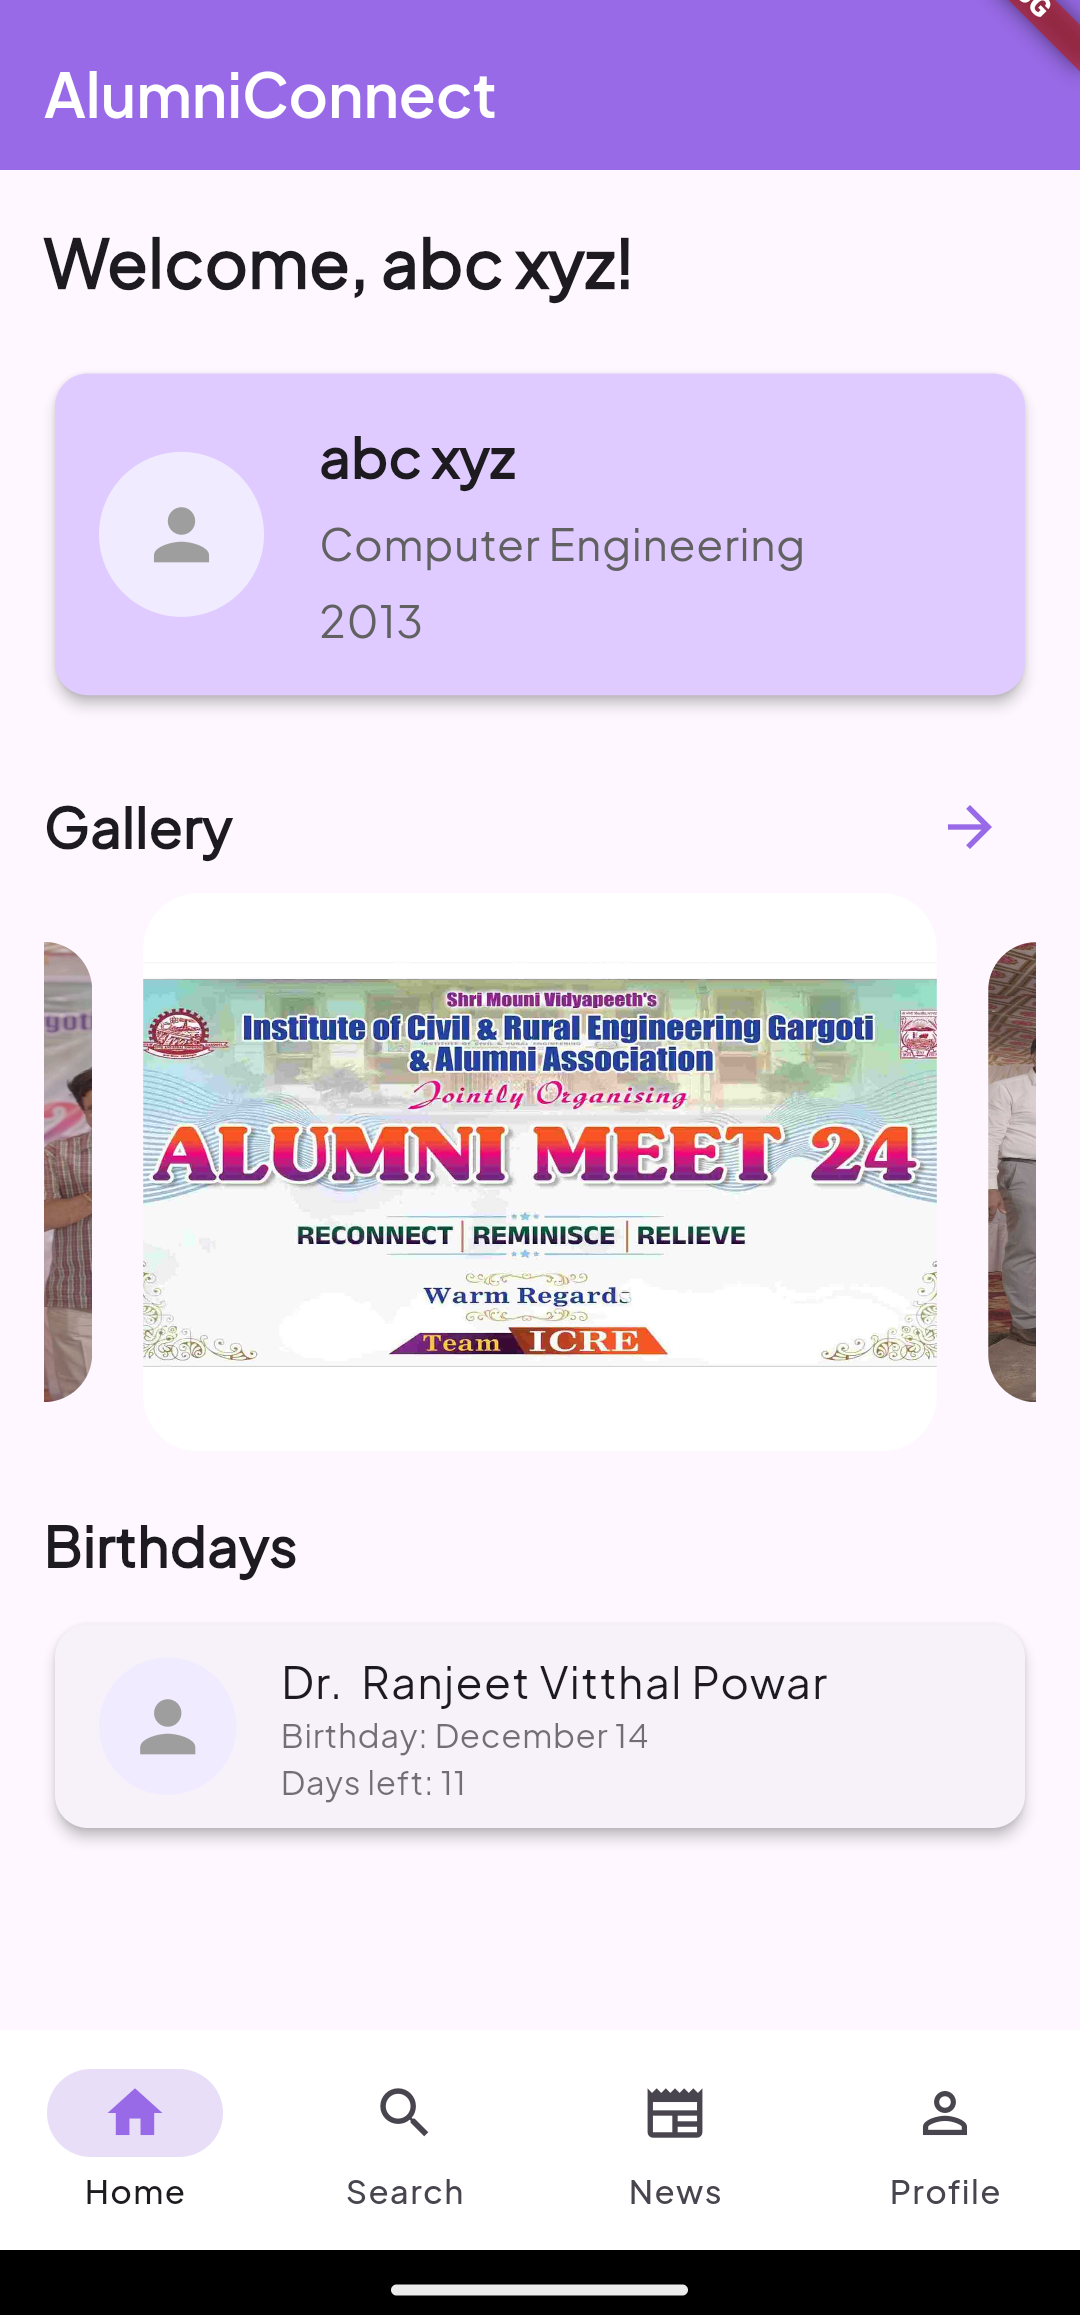 AlumniConnect
Welcome, abc xyz!
abc xyz
Computer Engineering
2013
Gallery
Shri Mouni Vidyapeeth's
Institute of Civil & Rural Engineering Gargoti
& Alumni Association
Jointly Organising
ALUMNI MEET 24
RECONNECT | REMINISCE | RELIEVE
Warm Regards
Team ICRE
Birthdays
Dr. Ranjeet Vitthal Powar
Birthday: December 14
Days left: 11
Home
Search
News
Profile